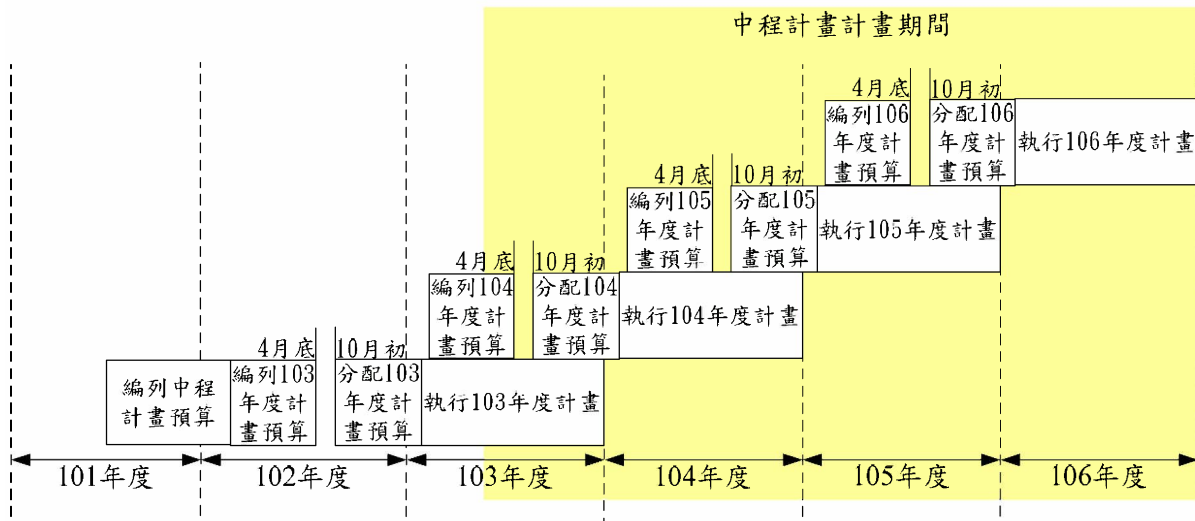 中程計畫計畫期間
4月底
10月初
編列106
年度計
畫預算
分配106
年度計
畫預算
執行106年度計畫
4月底
10月初
編列105
年度計
畫預算
分配105
年度計
畫預算
執行105年度計畫
4月底
10月初
編列104
年度計
畫預算
分配104
年度計
畫預算
執行104年度計畫
4月底
10月初
編列中程
計畫預算
編列103
年度計
畫預算
分配103
年度計
畫預算
執行103年度計畫
101年度
102年度
103年度
104年度
105年度
106年度